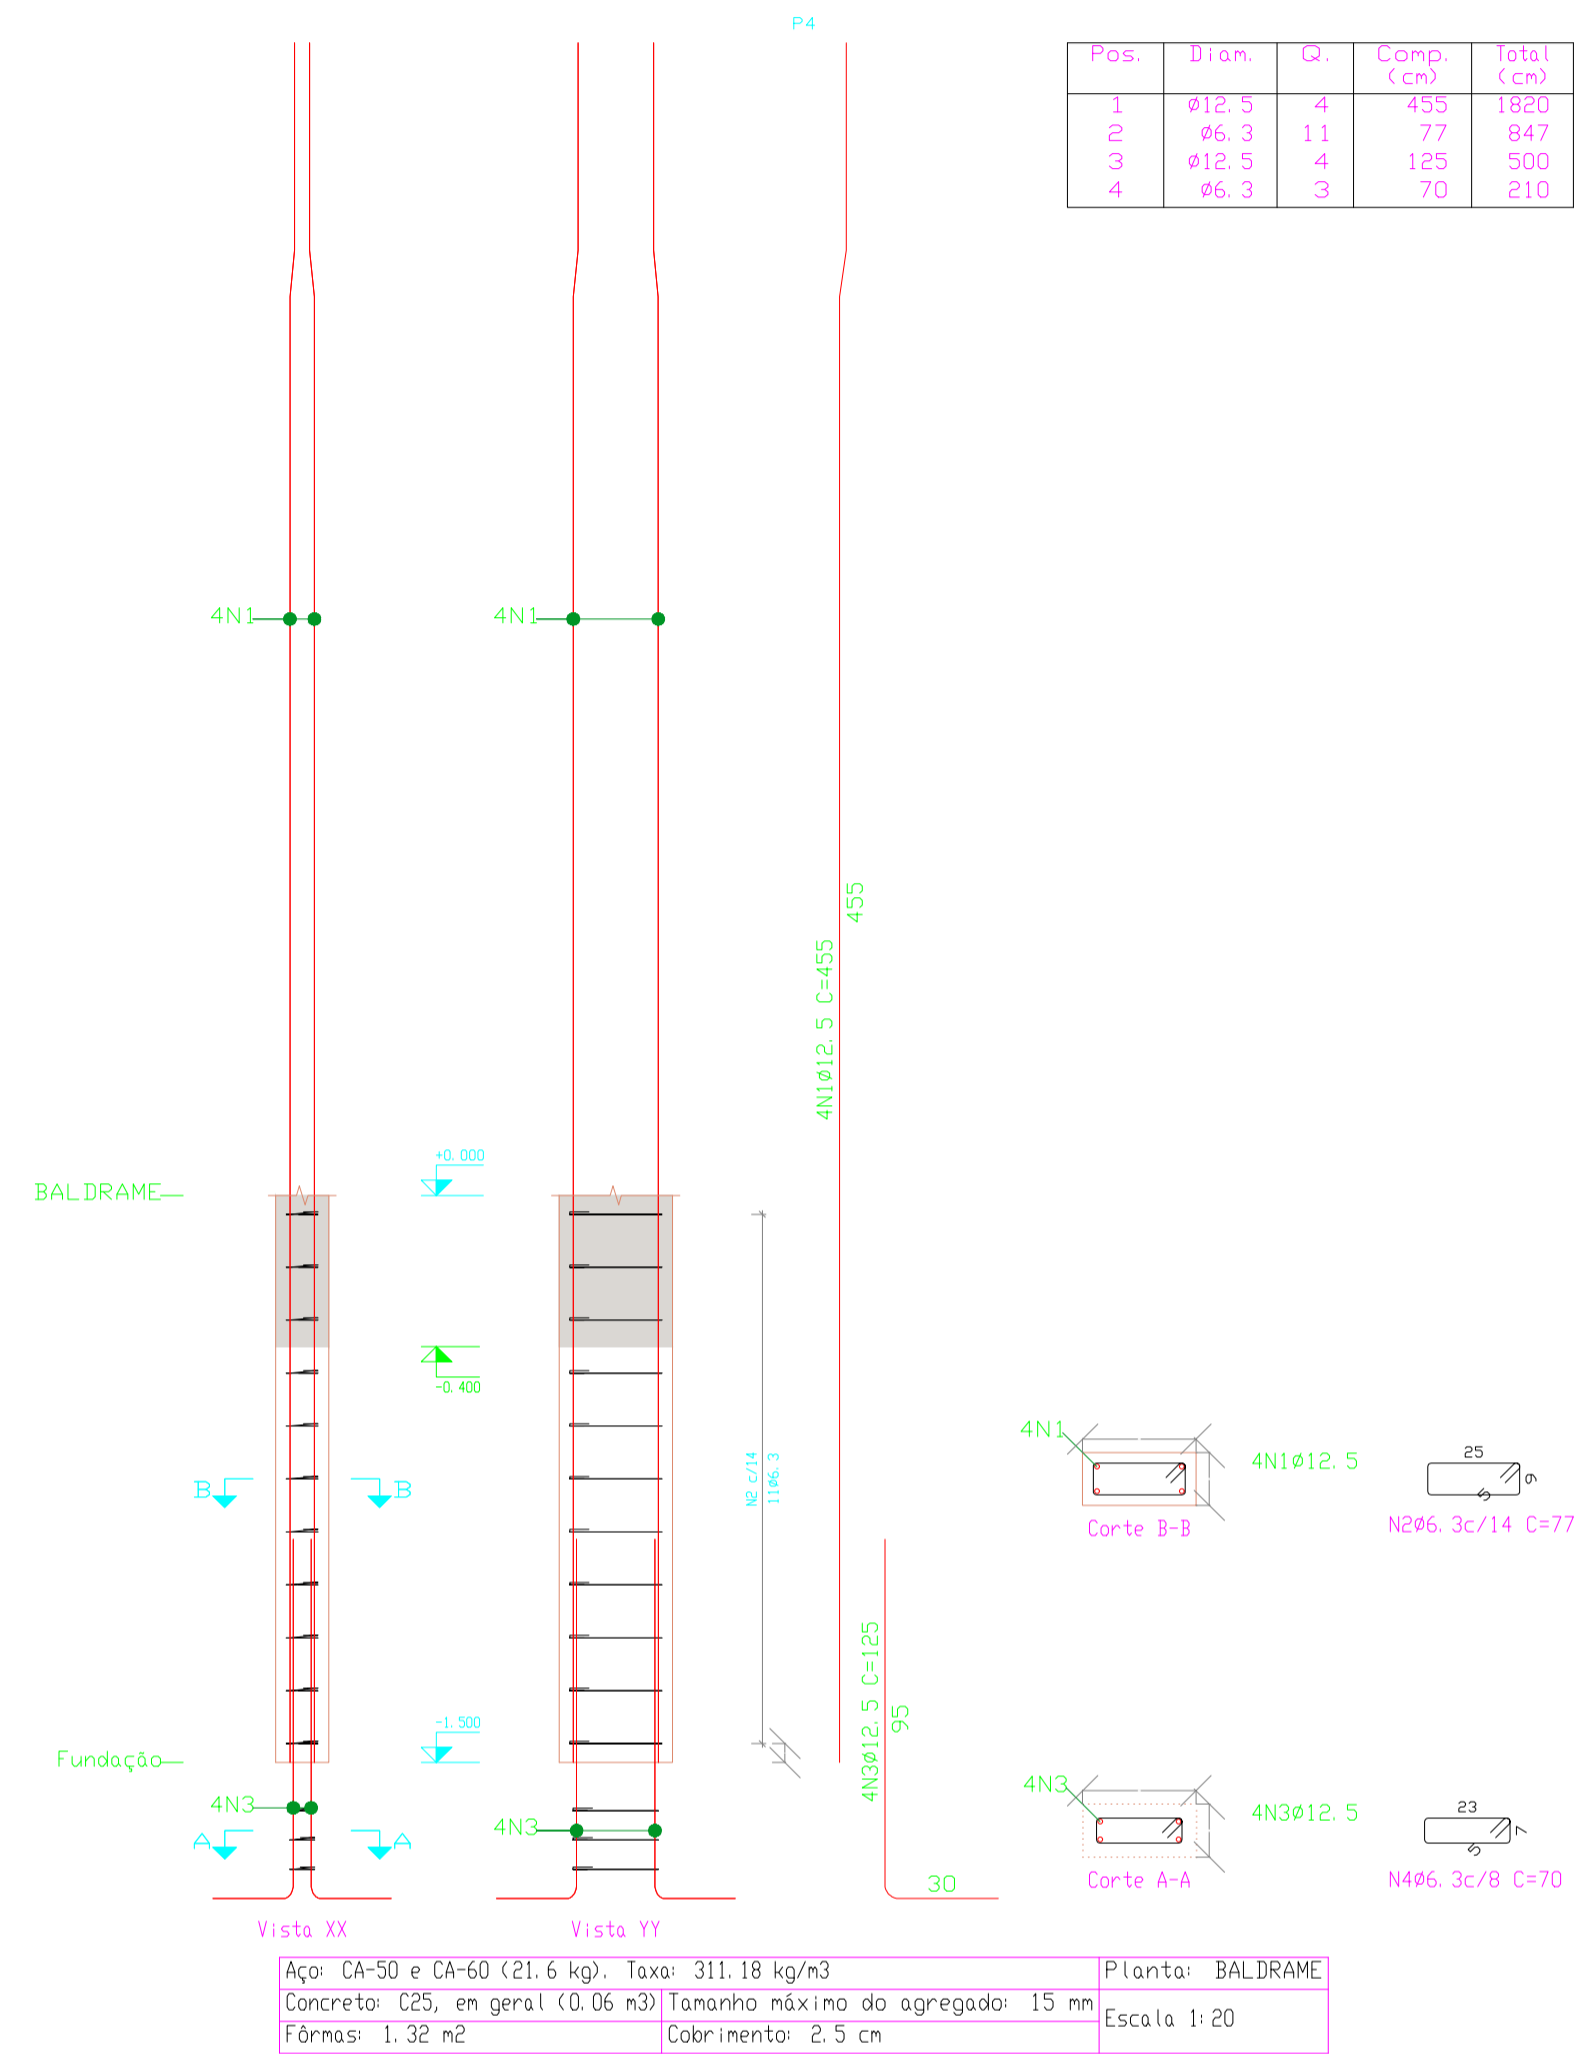 P4
Pos. Diam. Q. Comp. (cm) Total (cm)
1 Ø12.5 4 455 1820
2 Ø6.3 11 77 847
3 Ø12.5 4 125 500
4 Ø6.3 3 70 210
4N1
4N1
455
4N1Ø12.5 C=455
+0.000
BALDRAME
-0.400
N2 c/14
11Ø6.3
B
B
4N1
4N1Ø12.5
25
9
5
Corte B-B
N2Ø6.3c/14 C=77
-1.500
Fundação
4N3Ø12.5 C=125
95
4N3
4N3
A
A
4N3
4N3Ø12.5
23
7
5
Corte A-A
N4Ø6.3c/8 C=70
30
Vista XX
Vista YY
Aço: CA-50 e CA-60 (21.6 kg). Taxa: 311.18 kg/m3
Planta: BALDRAME
Concreto: C25, em geral (0.06 m3)
Tamanho máximo do agregado: 15 mm
Escala 1:20
Fôrmas: 1.32 m2
Cobrimento: 2.5 cm